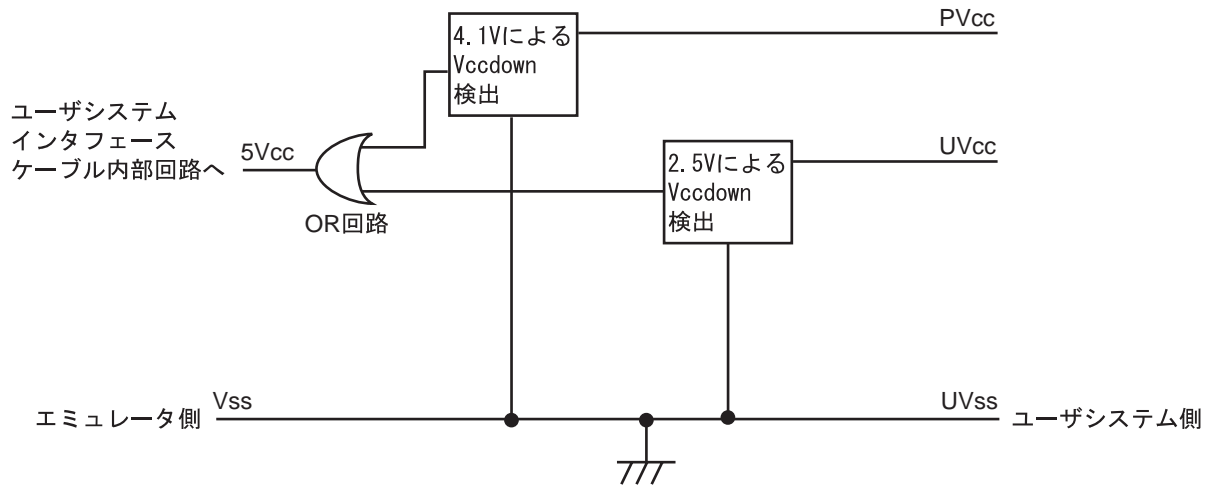 PVcc
4.1Vによる
Vccdown
検出
ユーザシステム
インタフェース
ケーブル内部回路へ
5Vcc
OR回路
UVcc
2.5Vによる
Vccdown
検出
エミュレータ側
Vss
UVss
ユーザシステム側